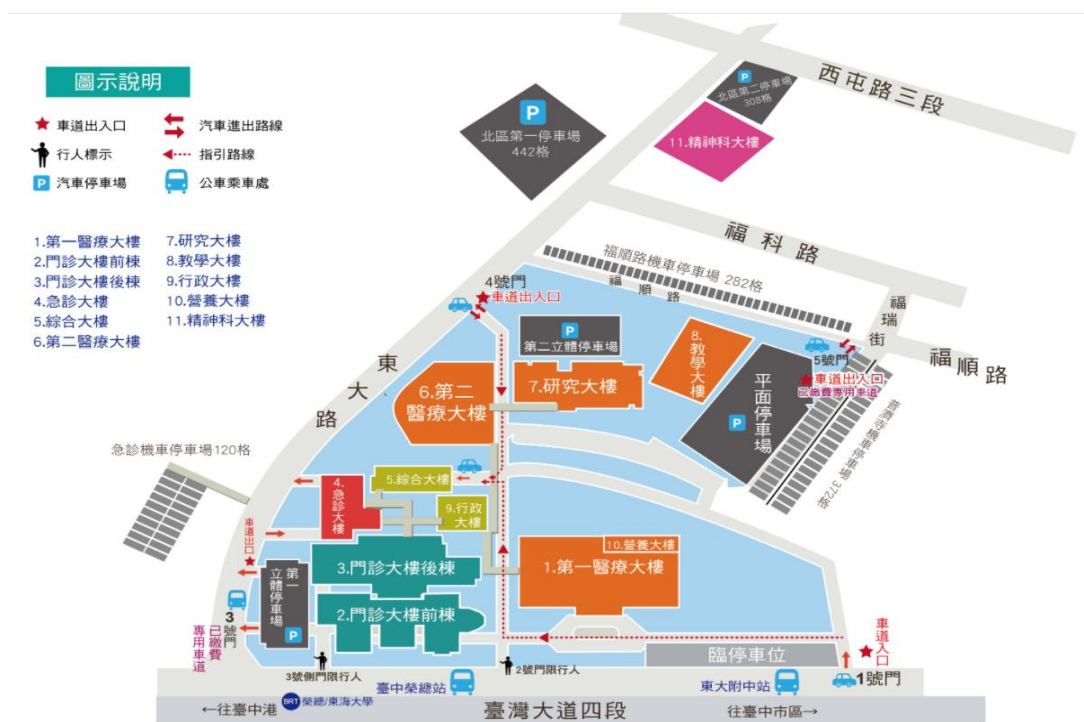 圖示說明
車道出入口
汽車進出路線
行人標示
指引路線
P 汽車停車場
公車乘車處
1.第一醫療大樓
2.門診大樓前棟
3.門診大樓後棟
4.急診大樓
5.綜合大樓
6.第二醫療大樓
7.研究大樓
8.教學大樓
9.行政大樓
10.營養大樓
11.精神科大樓
西屯路三段
P
北區第二停車場
308格
P
北區第一停車場
442格
11.精神科大樓
福科路
福順路機車停車場 282格
福順路
福瑞街
福順路
4號門
車道出入口
P
第二立體停車場
8.教學大樓
5號門
車道出入口
已繳費專用車道
東大路
6.第二
醫療大樓
7.研究大樓
平面停車場
P
普濟寺機車停車場 372格
急診機車停車場120格
5.綜合大樓
4.急診大樓
9.行政
大樓
車道出口
10.營養大樓
3.門診大樓後棟
1.第一醫療大樓
第一立體停車場
P
2.門診大樓前棟
3號門
已繳費
專用車道
車道入口
臨停車位
3號側門限行人
2號門限行人
1號門
臺中榮總站
東大附中站
←往臺中港
BRT 榮總/東海大學
臺灣大道四段
往臺中市區→